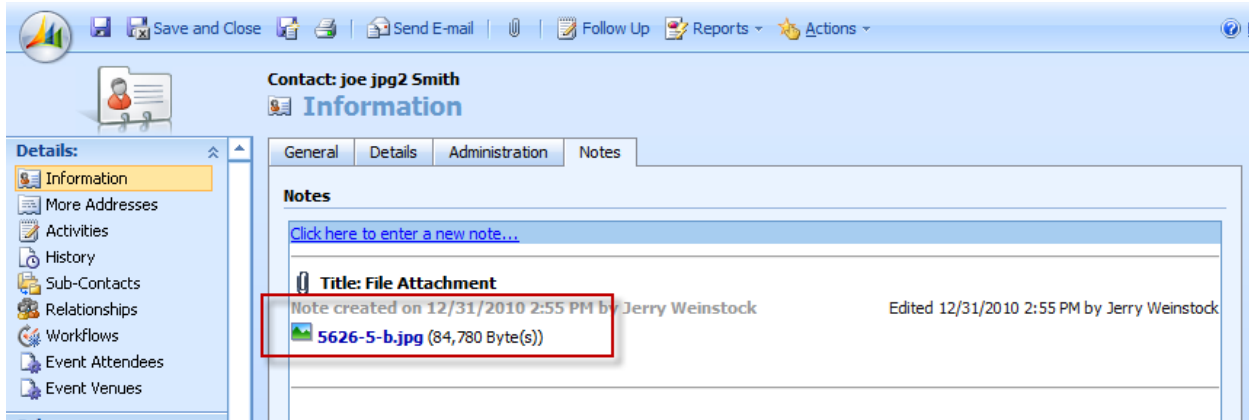 Save and Close Send E-mail Follow Up Reports Actions
Contact: joe jpg2 Smith
Information
Details:
Information
More Addresses
Activities
History
Sub-Contacts
Relationships
Workflows
Event Attendees
Event Venues
General Details Administration Notes
Notes
Click here to enter a new note...
Title: File Attachment
Note created on 12/31/2010 2:55 PM by Jerry Weinstock Edited 12/31/2010 2:55 PM by Jerry Weinstock
5626-5-b.jpg (84,780 Byte(s))